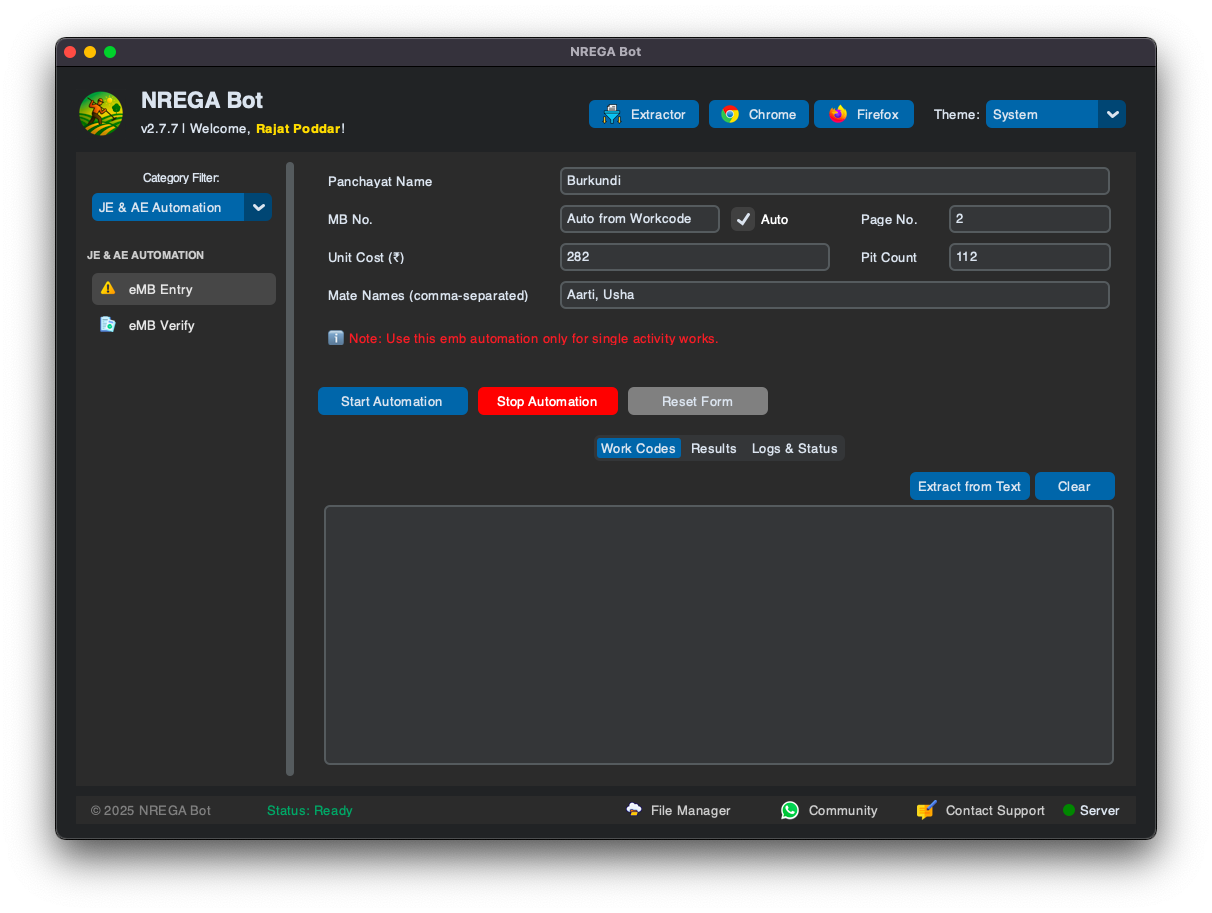 NREGA Bot
NREGA Bot
v2.7.7 | Welcome, Rajat Poddar!
Extractor
Chrome
Firefox
Theme: System
Category Filter:
JE & AE Automation
JE & AE AUTOMATION
eMB Entry
eMB Verify
Panchayat Name Burkundi
MB No. Auto from Workcode Auto Page No. 2
Unit Cost (₹) 282 Pit Count 112
Mate Names (comma-separated) Aarti, Usha
Note: Use this emb automation only for single activity works.
Start Automation Stop Automation Reset Form
Work Codes Results Logs & Status
Extract from Text Clear
© 2025 NREGA Bot Status: Ready File Manager Community Contact Support Server